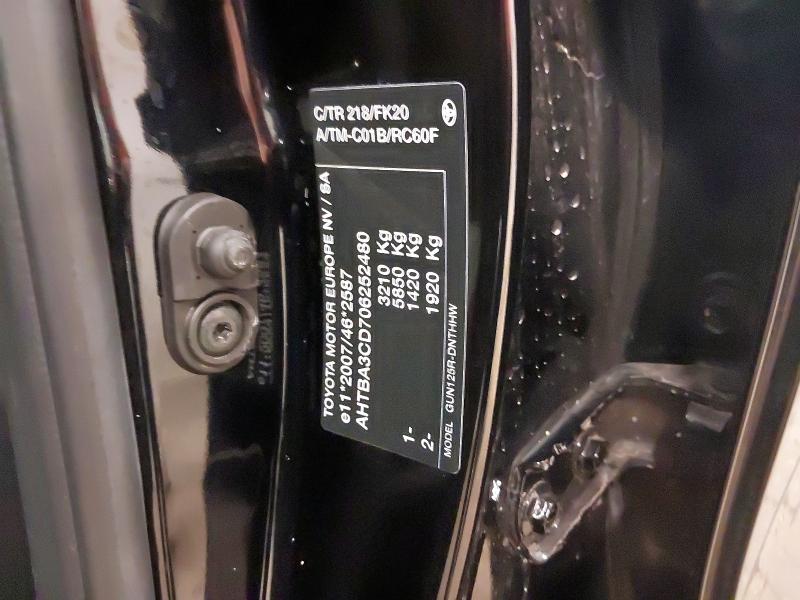 TOYOTA MOTOR EUROPE NV / SA
e11*2007/46*2587
AHTBA3CD706252480
3210 Kg
5850 Kg
1- 1420 Kg
2- 1920 Kg
MODEL GUN125R-DNTHHW
C/TR 218/FK20
A/TM-C01B/RC60F